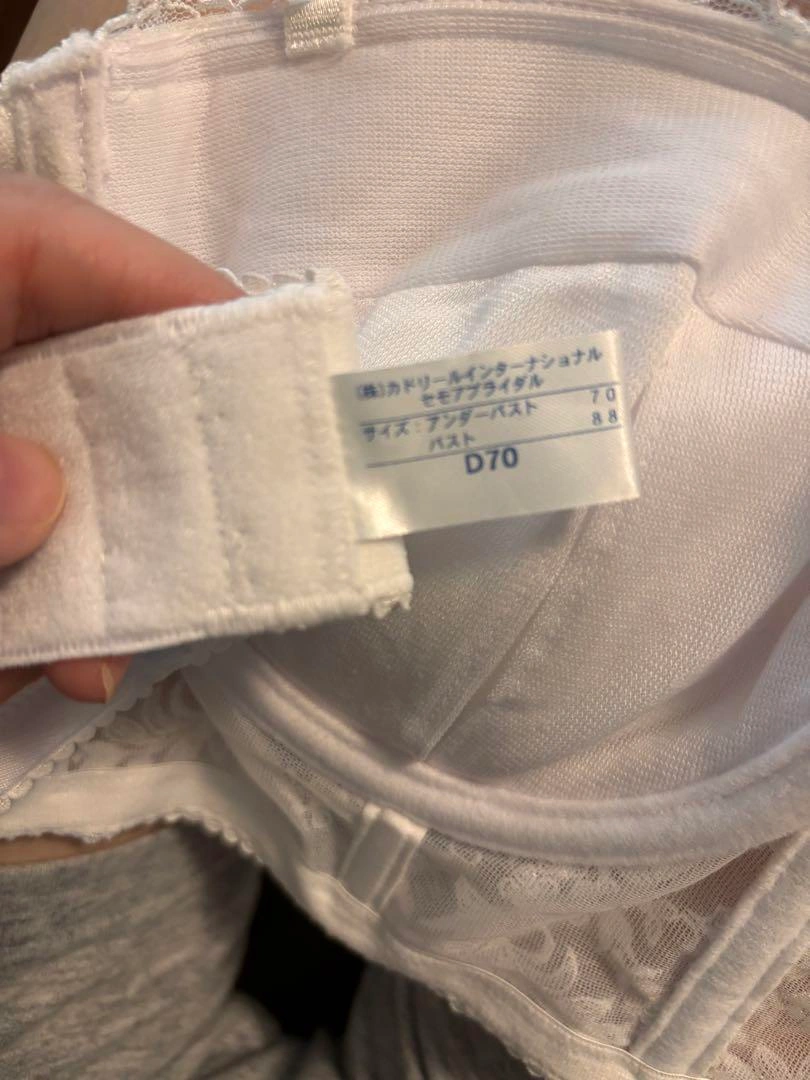 (株)カドリールインターナショナル
セモアブライダル
サイズ:アンダーバスト 70
バスト 88
D70